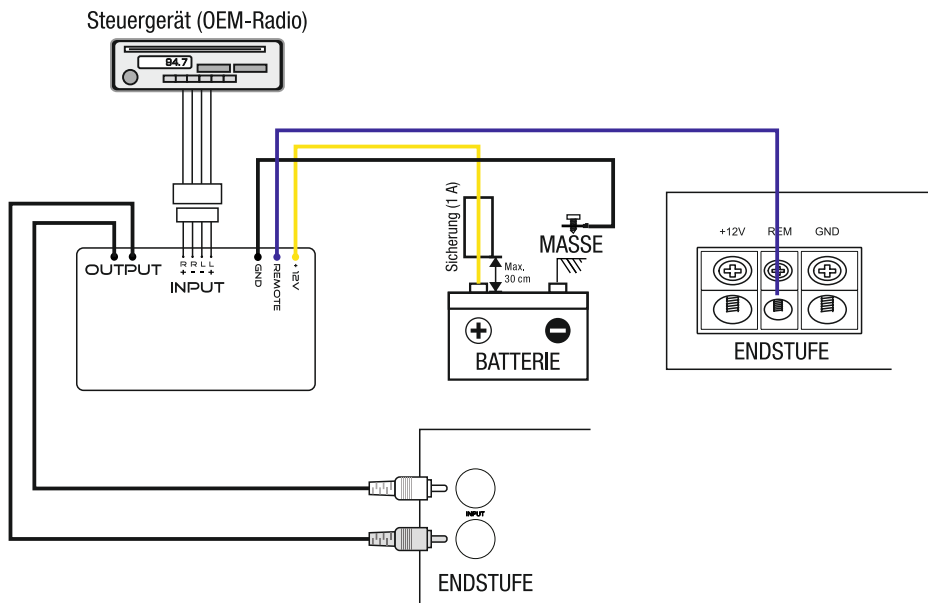 Steuergerät (OEM-Radio)
94.7
OUTPUT
R R L L
+ - - +
INPUT
GND
REMOTE
+ 12V
Sicherung (1 A)
Max.
30 cm
MASSE
BATTERIE
+12V REM GND
ENDSTUFE
INPUT
ENDSTUFE